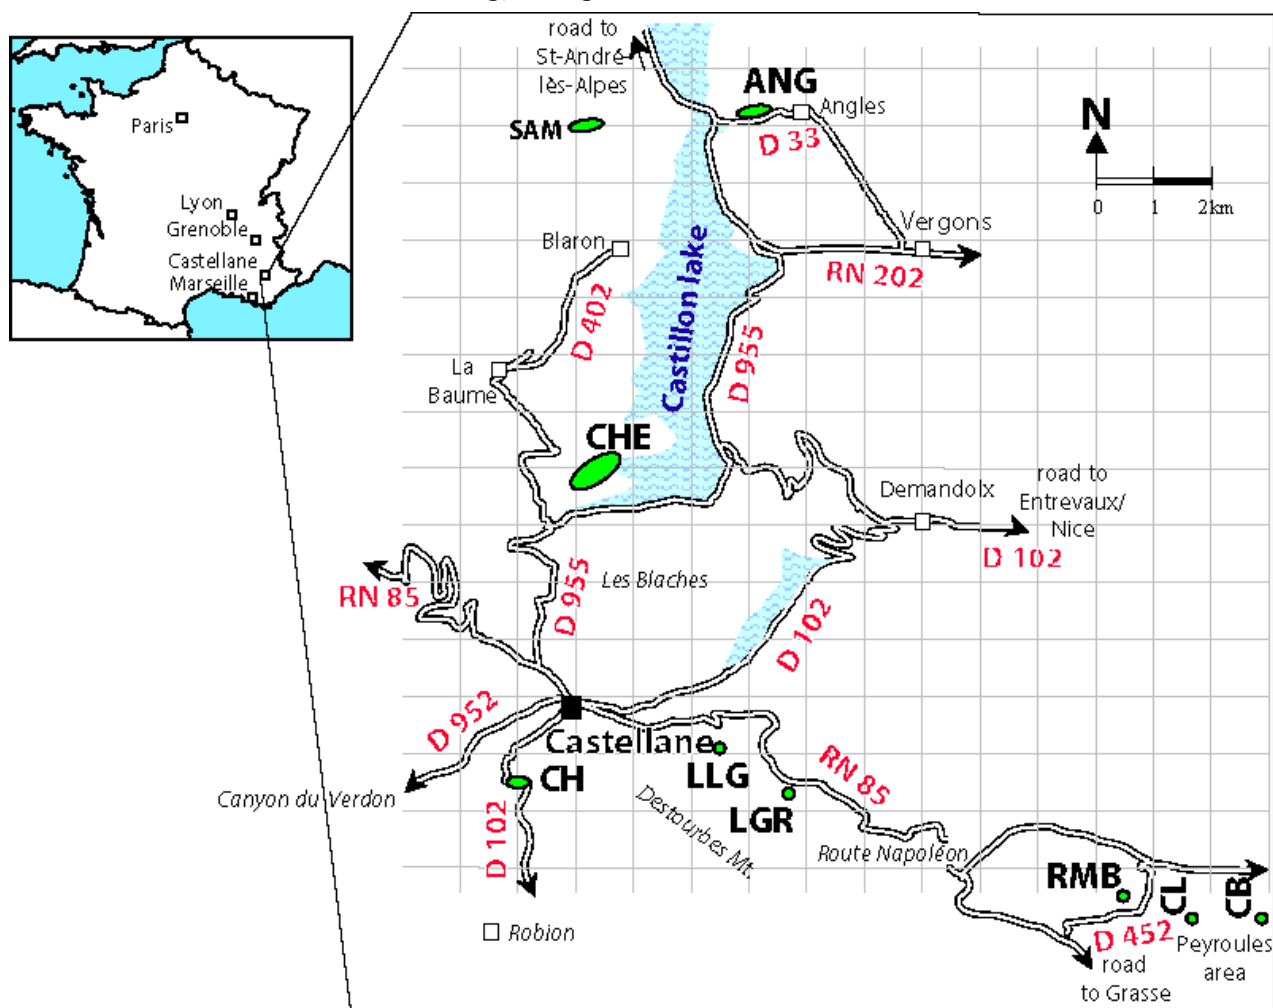 road to
St-André
lès-Alpes
ANG
Angles
SAM
D 33
N
0 1 2km
Paris
Lyon
Grenoble
Castellane
Marseille
Blaron
Vergons
RN 202
Castillon lake
D 402
D 955
La
Baume
CHE
Demandolx
road to
Entrevaux/
Nice
D 102
RN 85
D 955
Les Blaches
D 102
D 952
Castellane
CH
LLG
LGR
RN 85
Canyon du Verdon
D 102
Destourbes Mt.
Route Napoléon
RMB
CL
CB
Robion
D 452
Peyroules
area
road
to Grasse